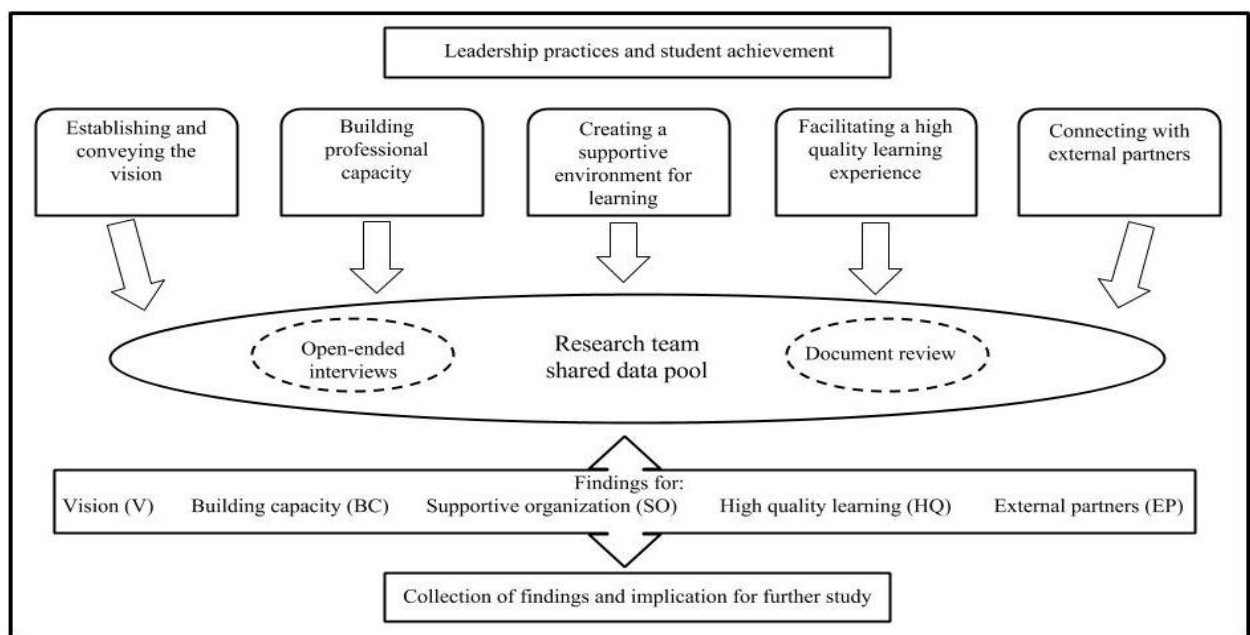 Leadership practices and student achievement
Establishing and
conveying the
vision
Building
professional
capacity
Creating a
supportive
environment for
learning
Facilitating a high
quality learning
experience
Connecting with
external partners
Open-ended
interviews
Research team
shared data pool
Document review
Findings for:
Vision (V)
Building capacity (BC)
Supportive organization (SO)
High quality learning (HQ)
External partners (EP)
Collection of findings and implication for further study